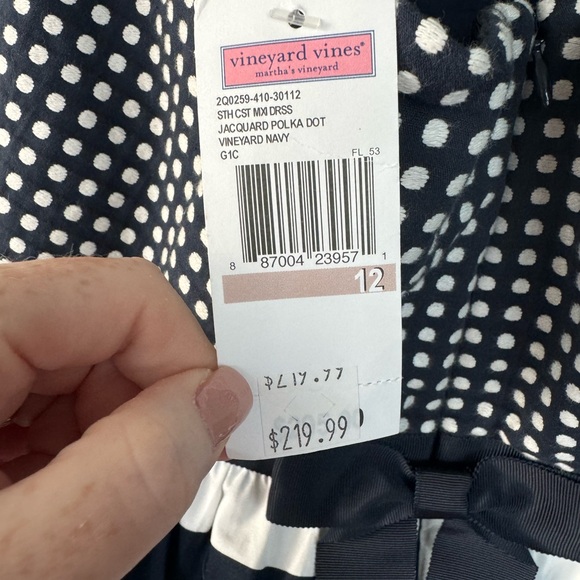 vineyard vines®
martha's vineyard
2Q0259-410-30112
STH CST MXI DRSS
JACQUARD POLKA DOT
VINEYARD NAVY
G1C
FL 53
8 87004 23957 1
12
$219.99